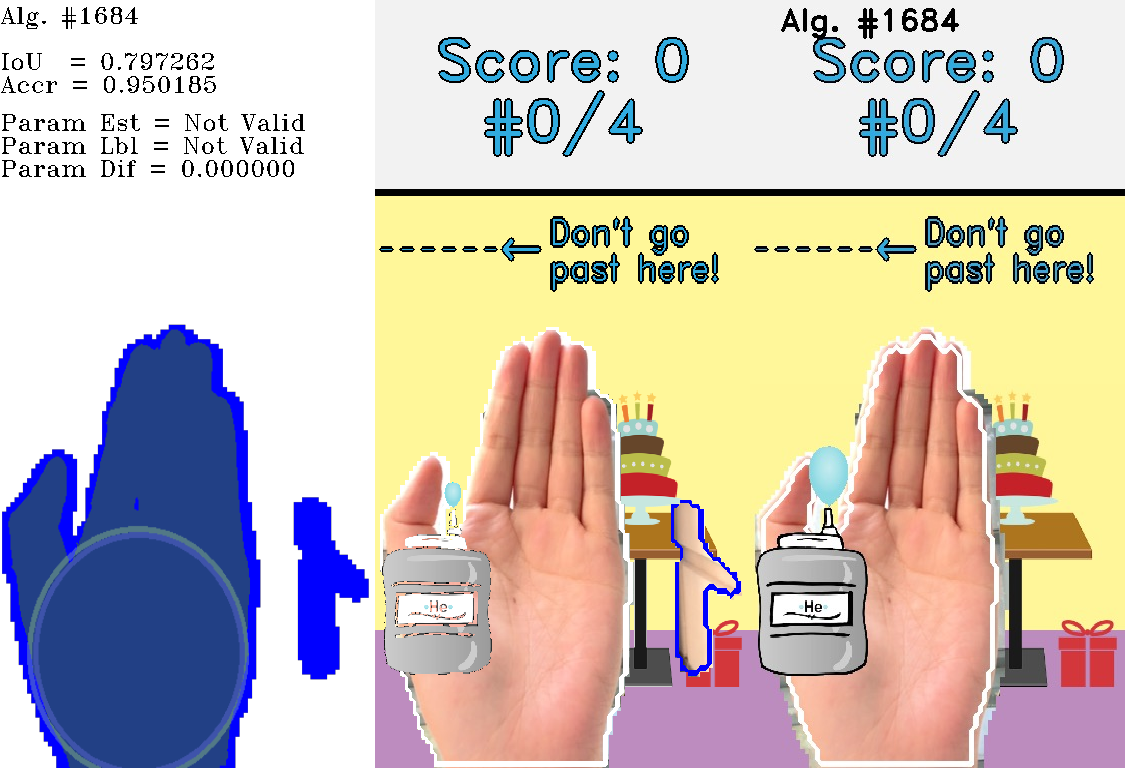 Alg. #1684
IoU = 0.797262
Accr = 0.950185
Param Est = Not Valid
Param Lbl = Not Valid
Param Dif = 0.000000
Score: 0
#0/4
Don't go
past here!
He
Alg. #1684
Score: 0
#0/4
Don't go
past here!
He